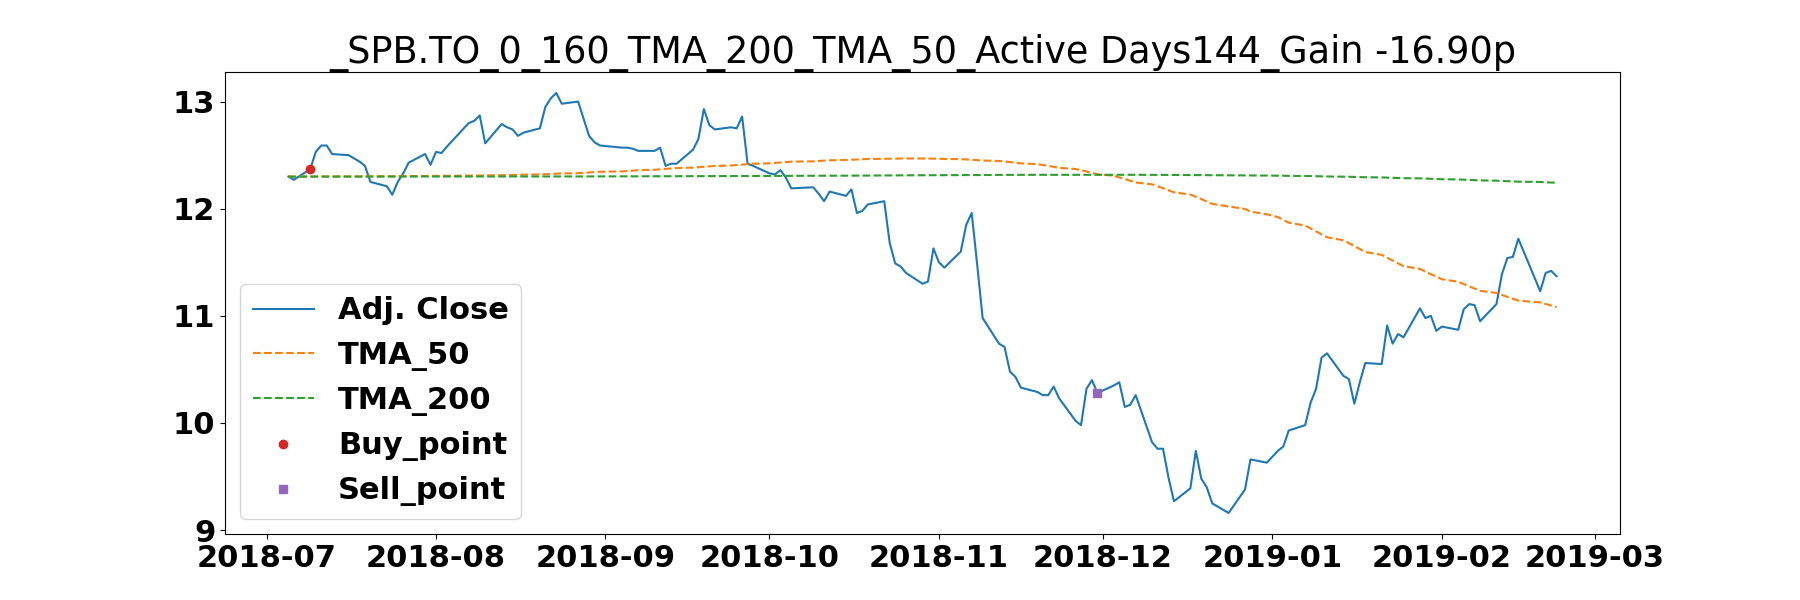 _SPB.TO_0_160_TMA_200_TMA_50_Active Days144_Gain -16.90p
13
12
11
10
9
Adj. Close
TMA_50
TMA_200
Buy_point
Sell_point
2018-07 2018-08 2018-09 2018-10 2018-11 2018-12 2019-01 2019-02 2019-03